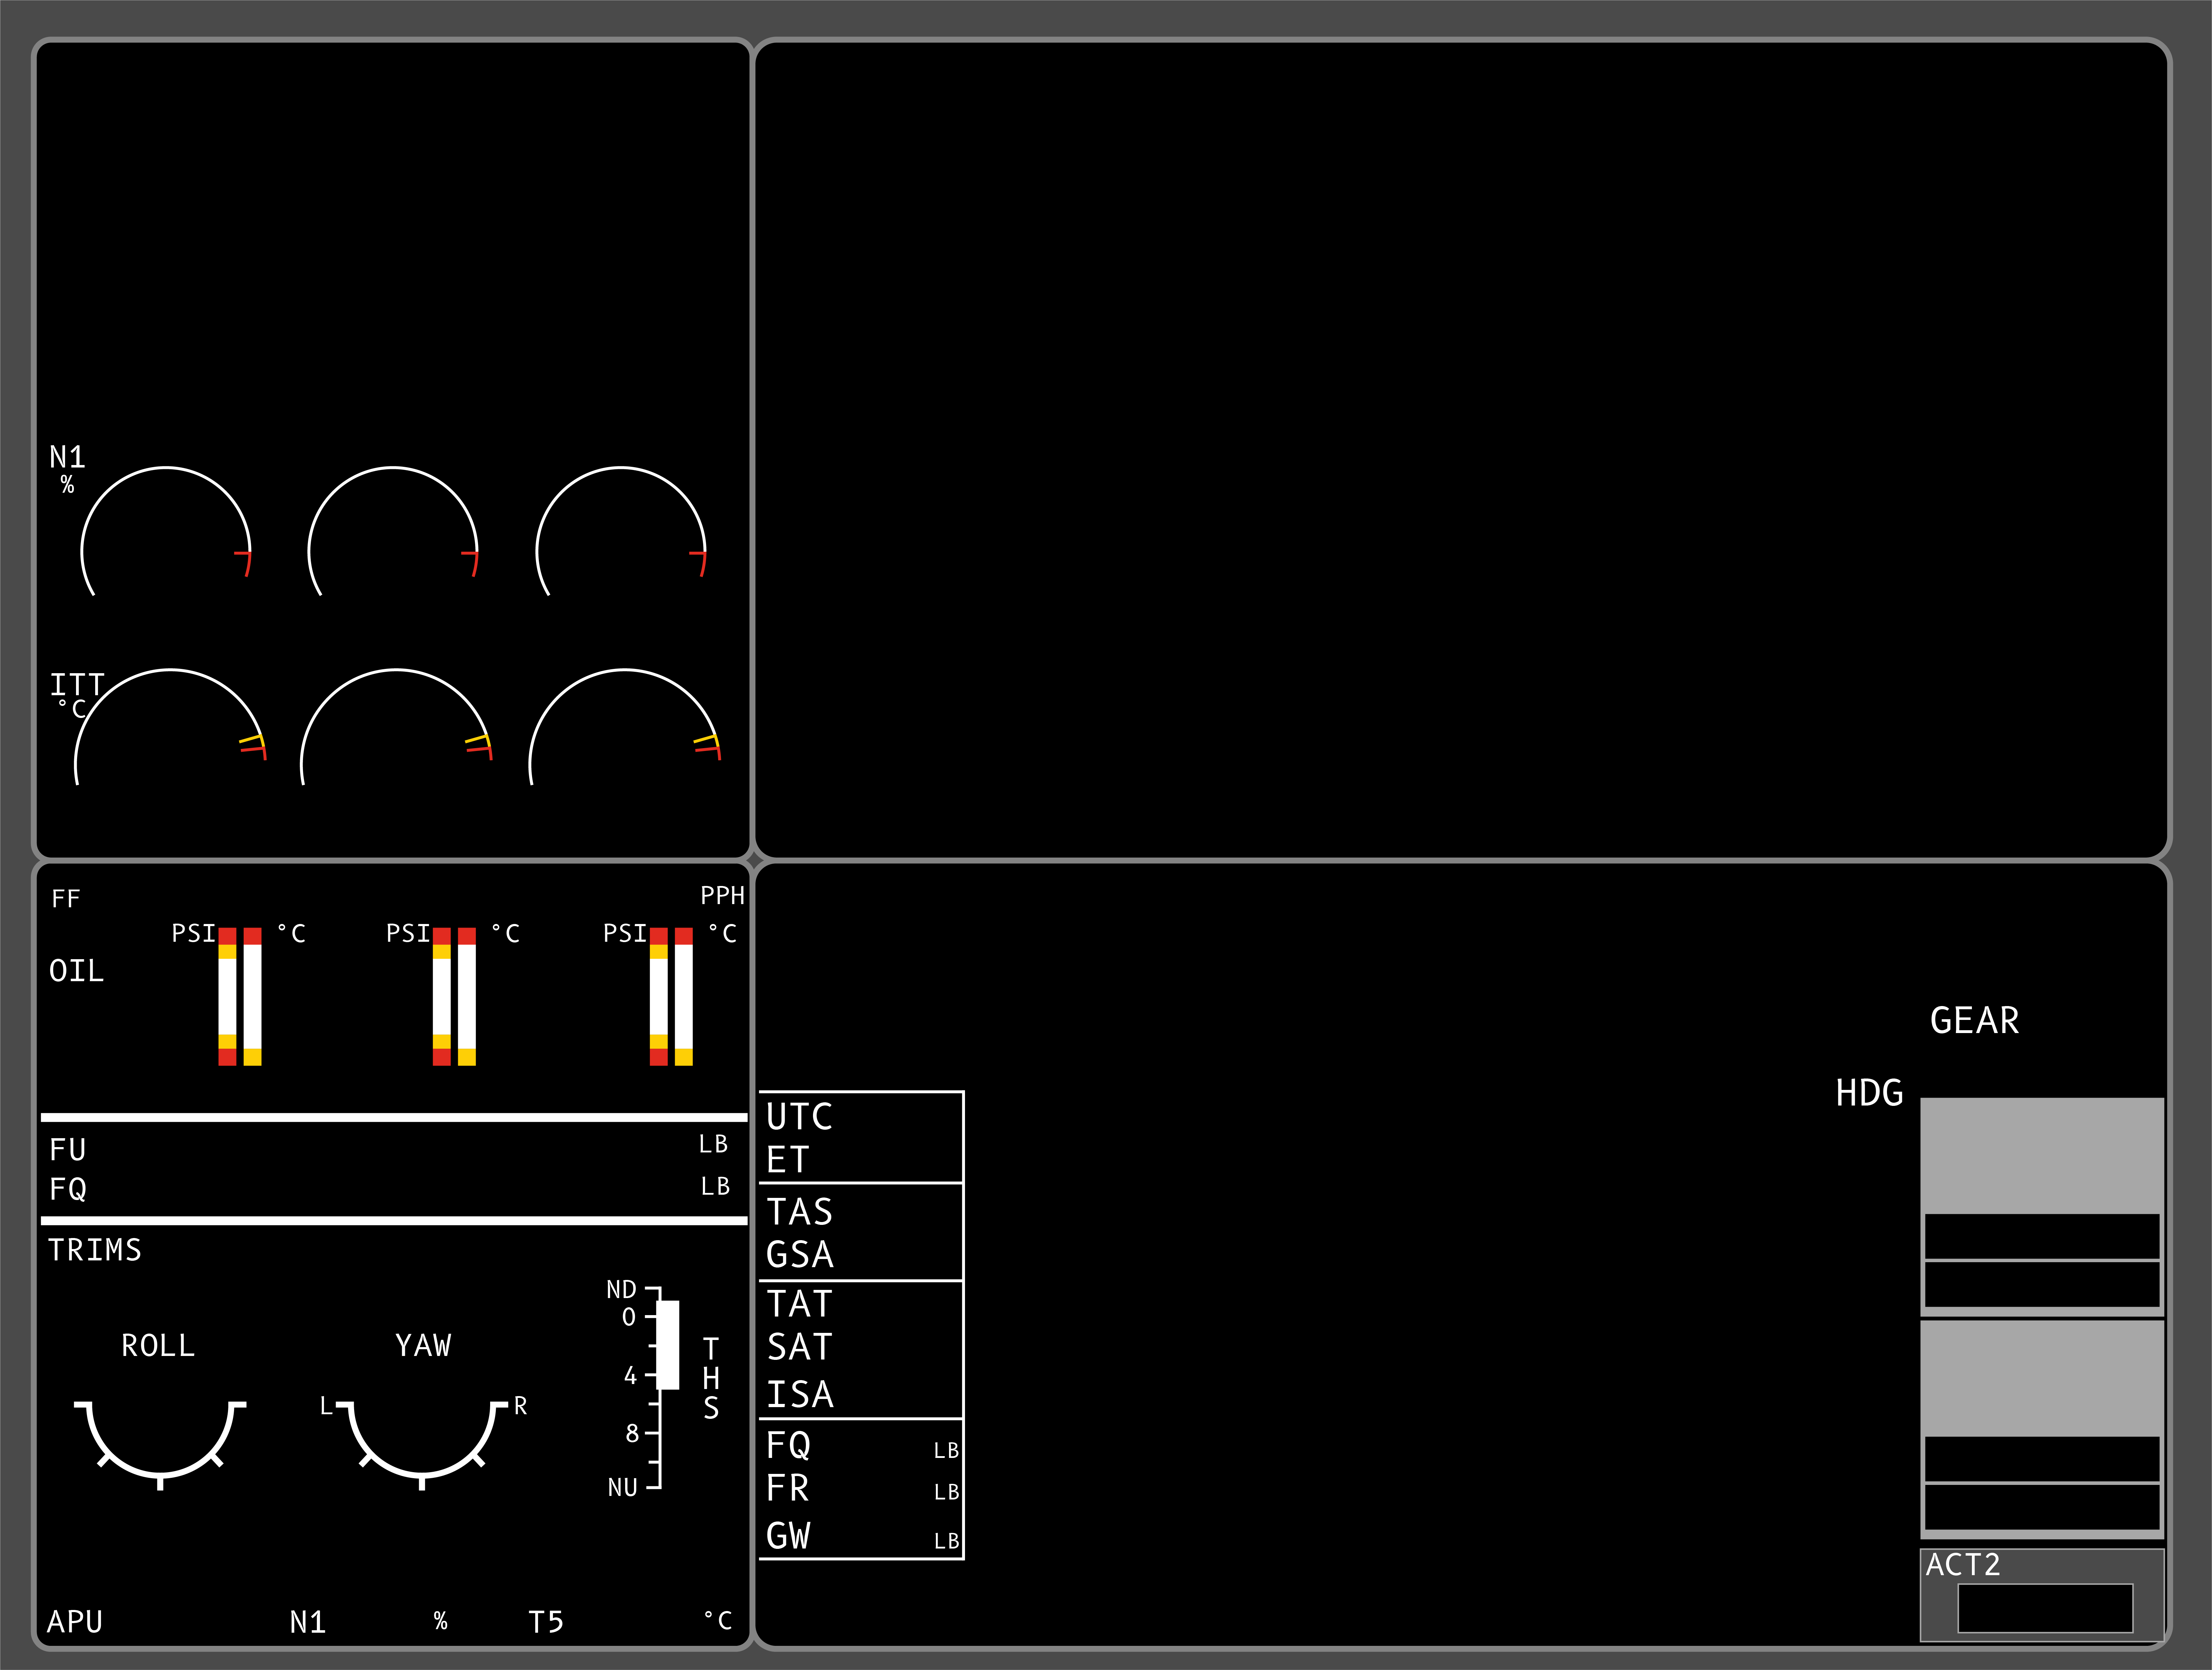 N1
%
ITT
°C
FF PPH
PSI °C PSI °C PSI °C
OIL
FU LB
FQ LB
TRIMS
ND
0
ROLL YAW T
4 H
L R S
8
NU
APU N1 % T5 °C
GEAR
HDG
UTC
ET
TAS
GSA
TAT
SAT
ISA
FQ LB
FR LB
GW LB
ACT2